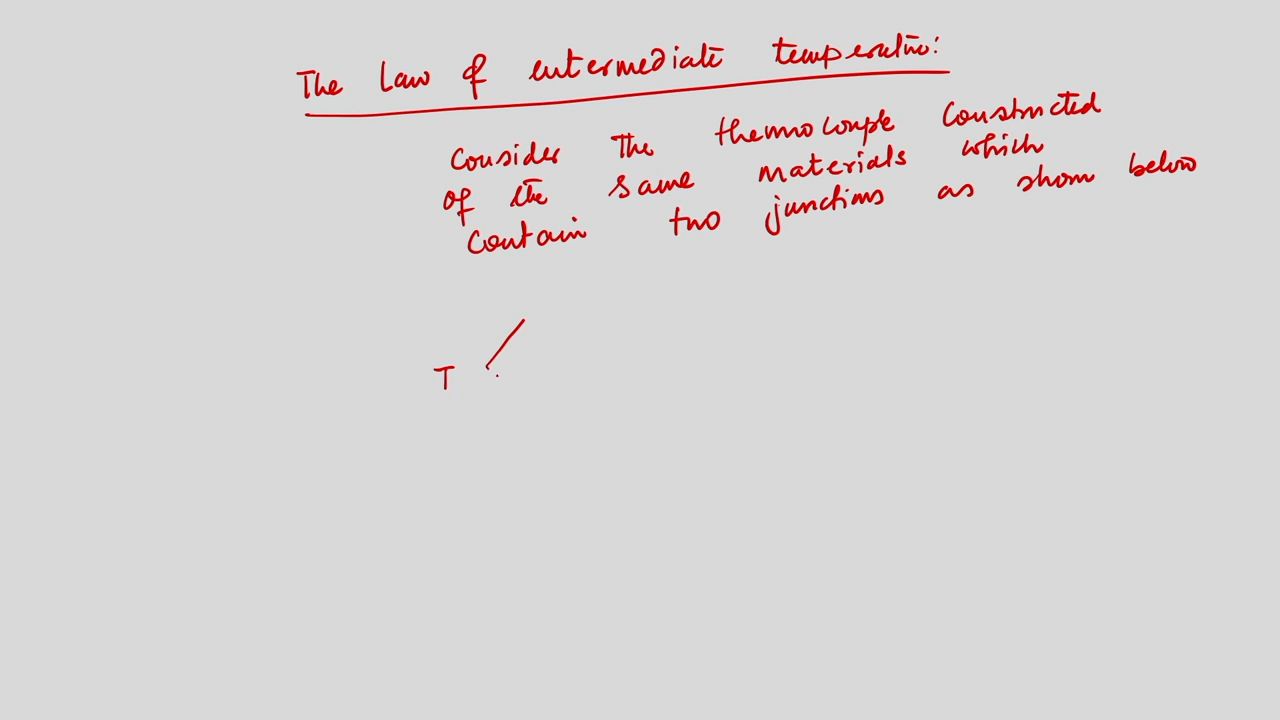 The Law of intermediate temperature:
Consider the thermocouple constructed
of the same materials which
contain two junctions as shown below
T